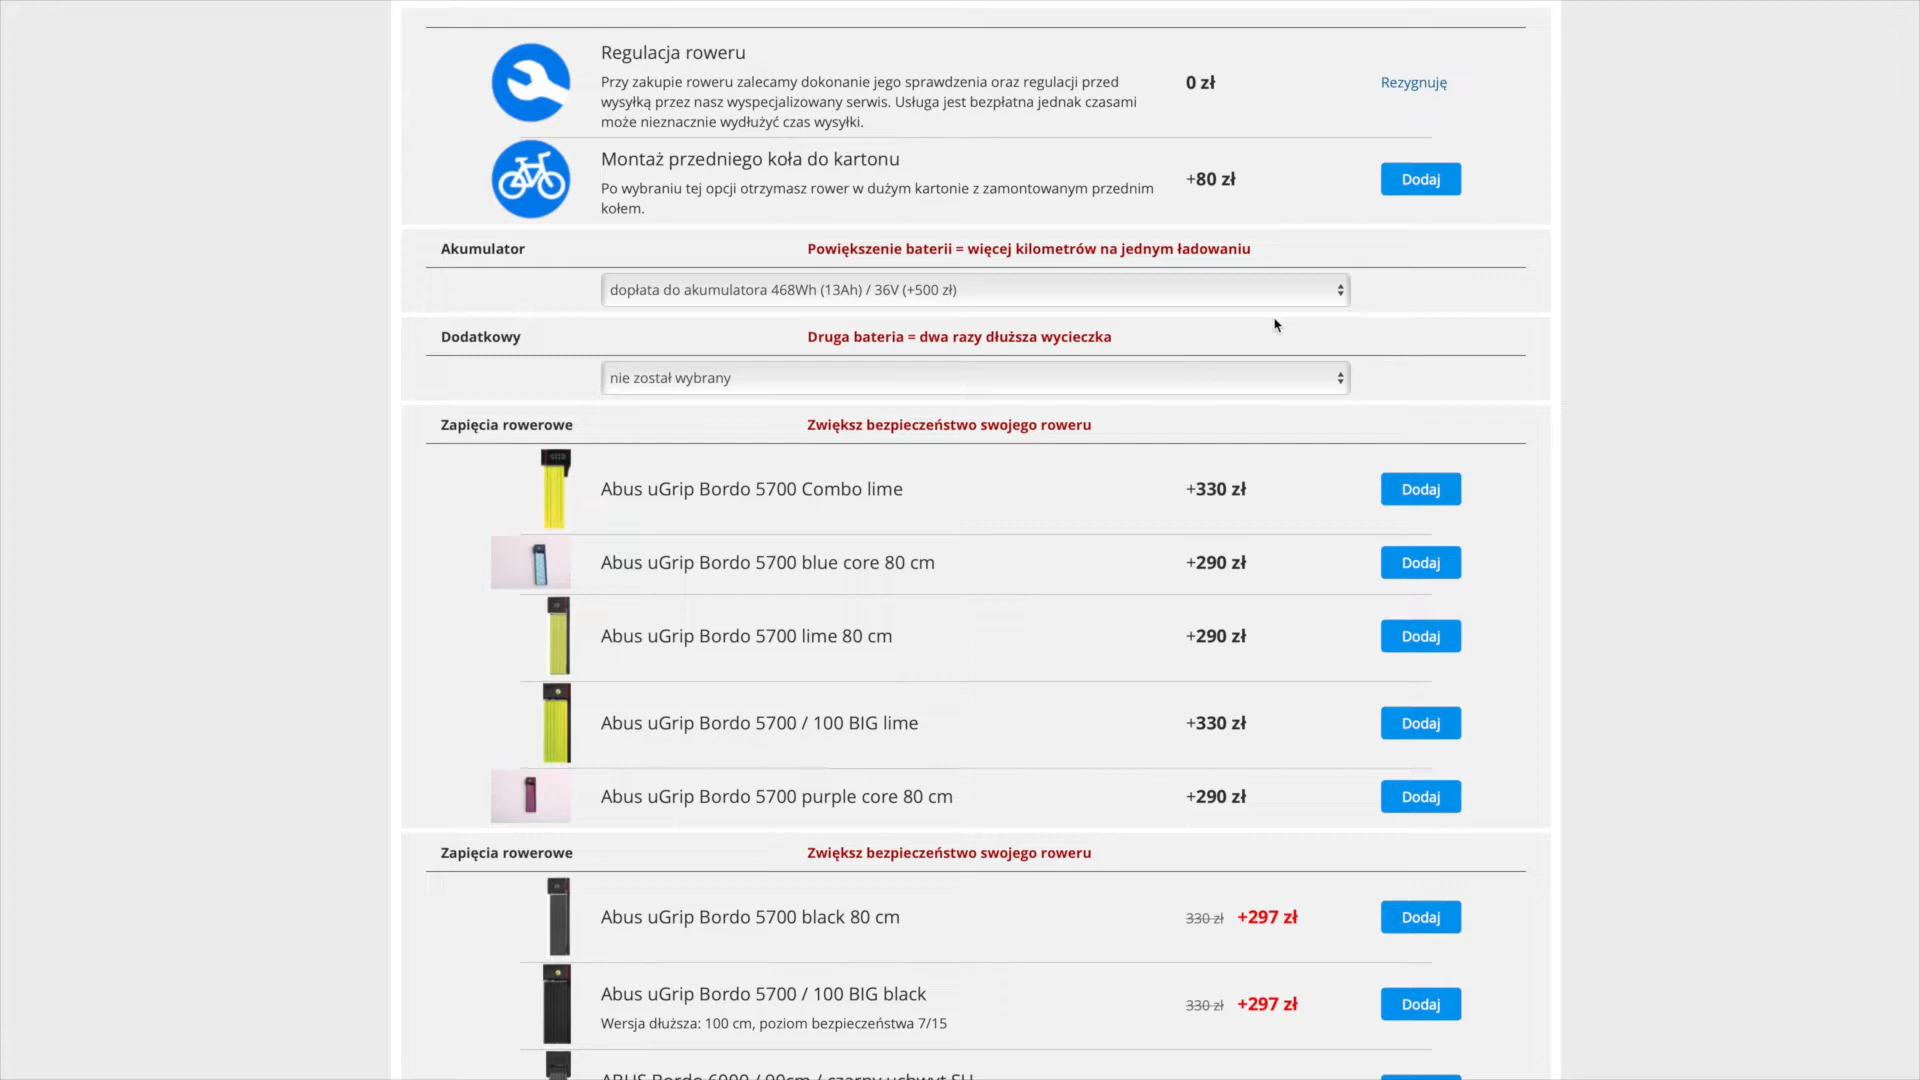 Regulacja roweru
Przy zakupie roweru zalecamy dokonanie jego sprawdzenia oraz regulacji przed
wysyłką przez nasz wyspecjalizowany serwis. Usługa jest bezpłatna jednak czasami
może nieznacznie wydłużyć czas wysyłki.
0 zł
Rezygnuję
Montaż przedniego koła do kartonu
Po wybraniu tej opcji otrzymasz rower w dużym kartonie z zamontowanym przednim
kołem.
+80 zł
Dodaj
Akumulator
Powiększenie baterii = więcej kilometrów na jednym ładowaniu
dopłata do akumulatora 468Wh (13Ah) / 36V (+500 zł)
Dodatkowy
Druga bateria = dwa razy dłuższa wycieczka
nie został wybrany
Zapięcia rowerowe
Zwiększ bezpieczeństwo swojego roweru
Abus uGrip Bordo 5700 Combo lime
+330 zł
Dodaj
Abus uGrip Bordo 5700 blue core 80 cm
+290 zł
Dodaj
Abus uGrip Bordo 5700 lime 80 cm
+290 zł
Dodaj
Abus uGrip Bordo 5700 / 100 BIG lime
+330 zł
Dodaj
Abus uGrip Bordo 5700 purple core 80 cm
+290 zł
Dodaj
Zapięcia rowerowe
Zwiększ bezpieczeństwo swojego roweru
Abus uGrip Bordo 5700 black 80 cm
330 zł +297 zł
Dodaj
Abus uGrip Bordo 5700 / 100 BIG black
Wersja dłuższa: 100 cm, poziom bezpieczeństwa 7/15
330 zł +297 zł
Dodaj
ABUS Bordo 6000 / 90cm / czarny uchwyt SH